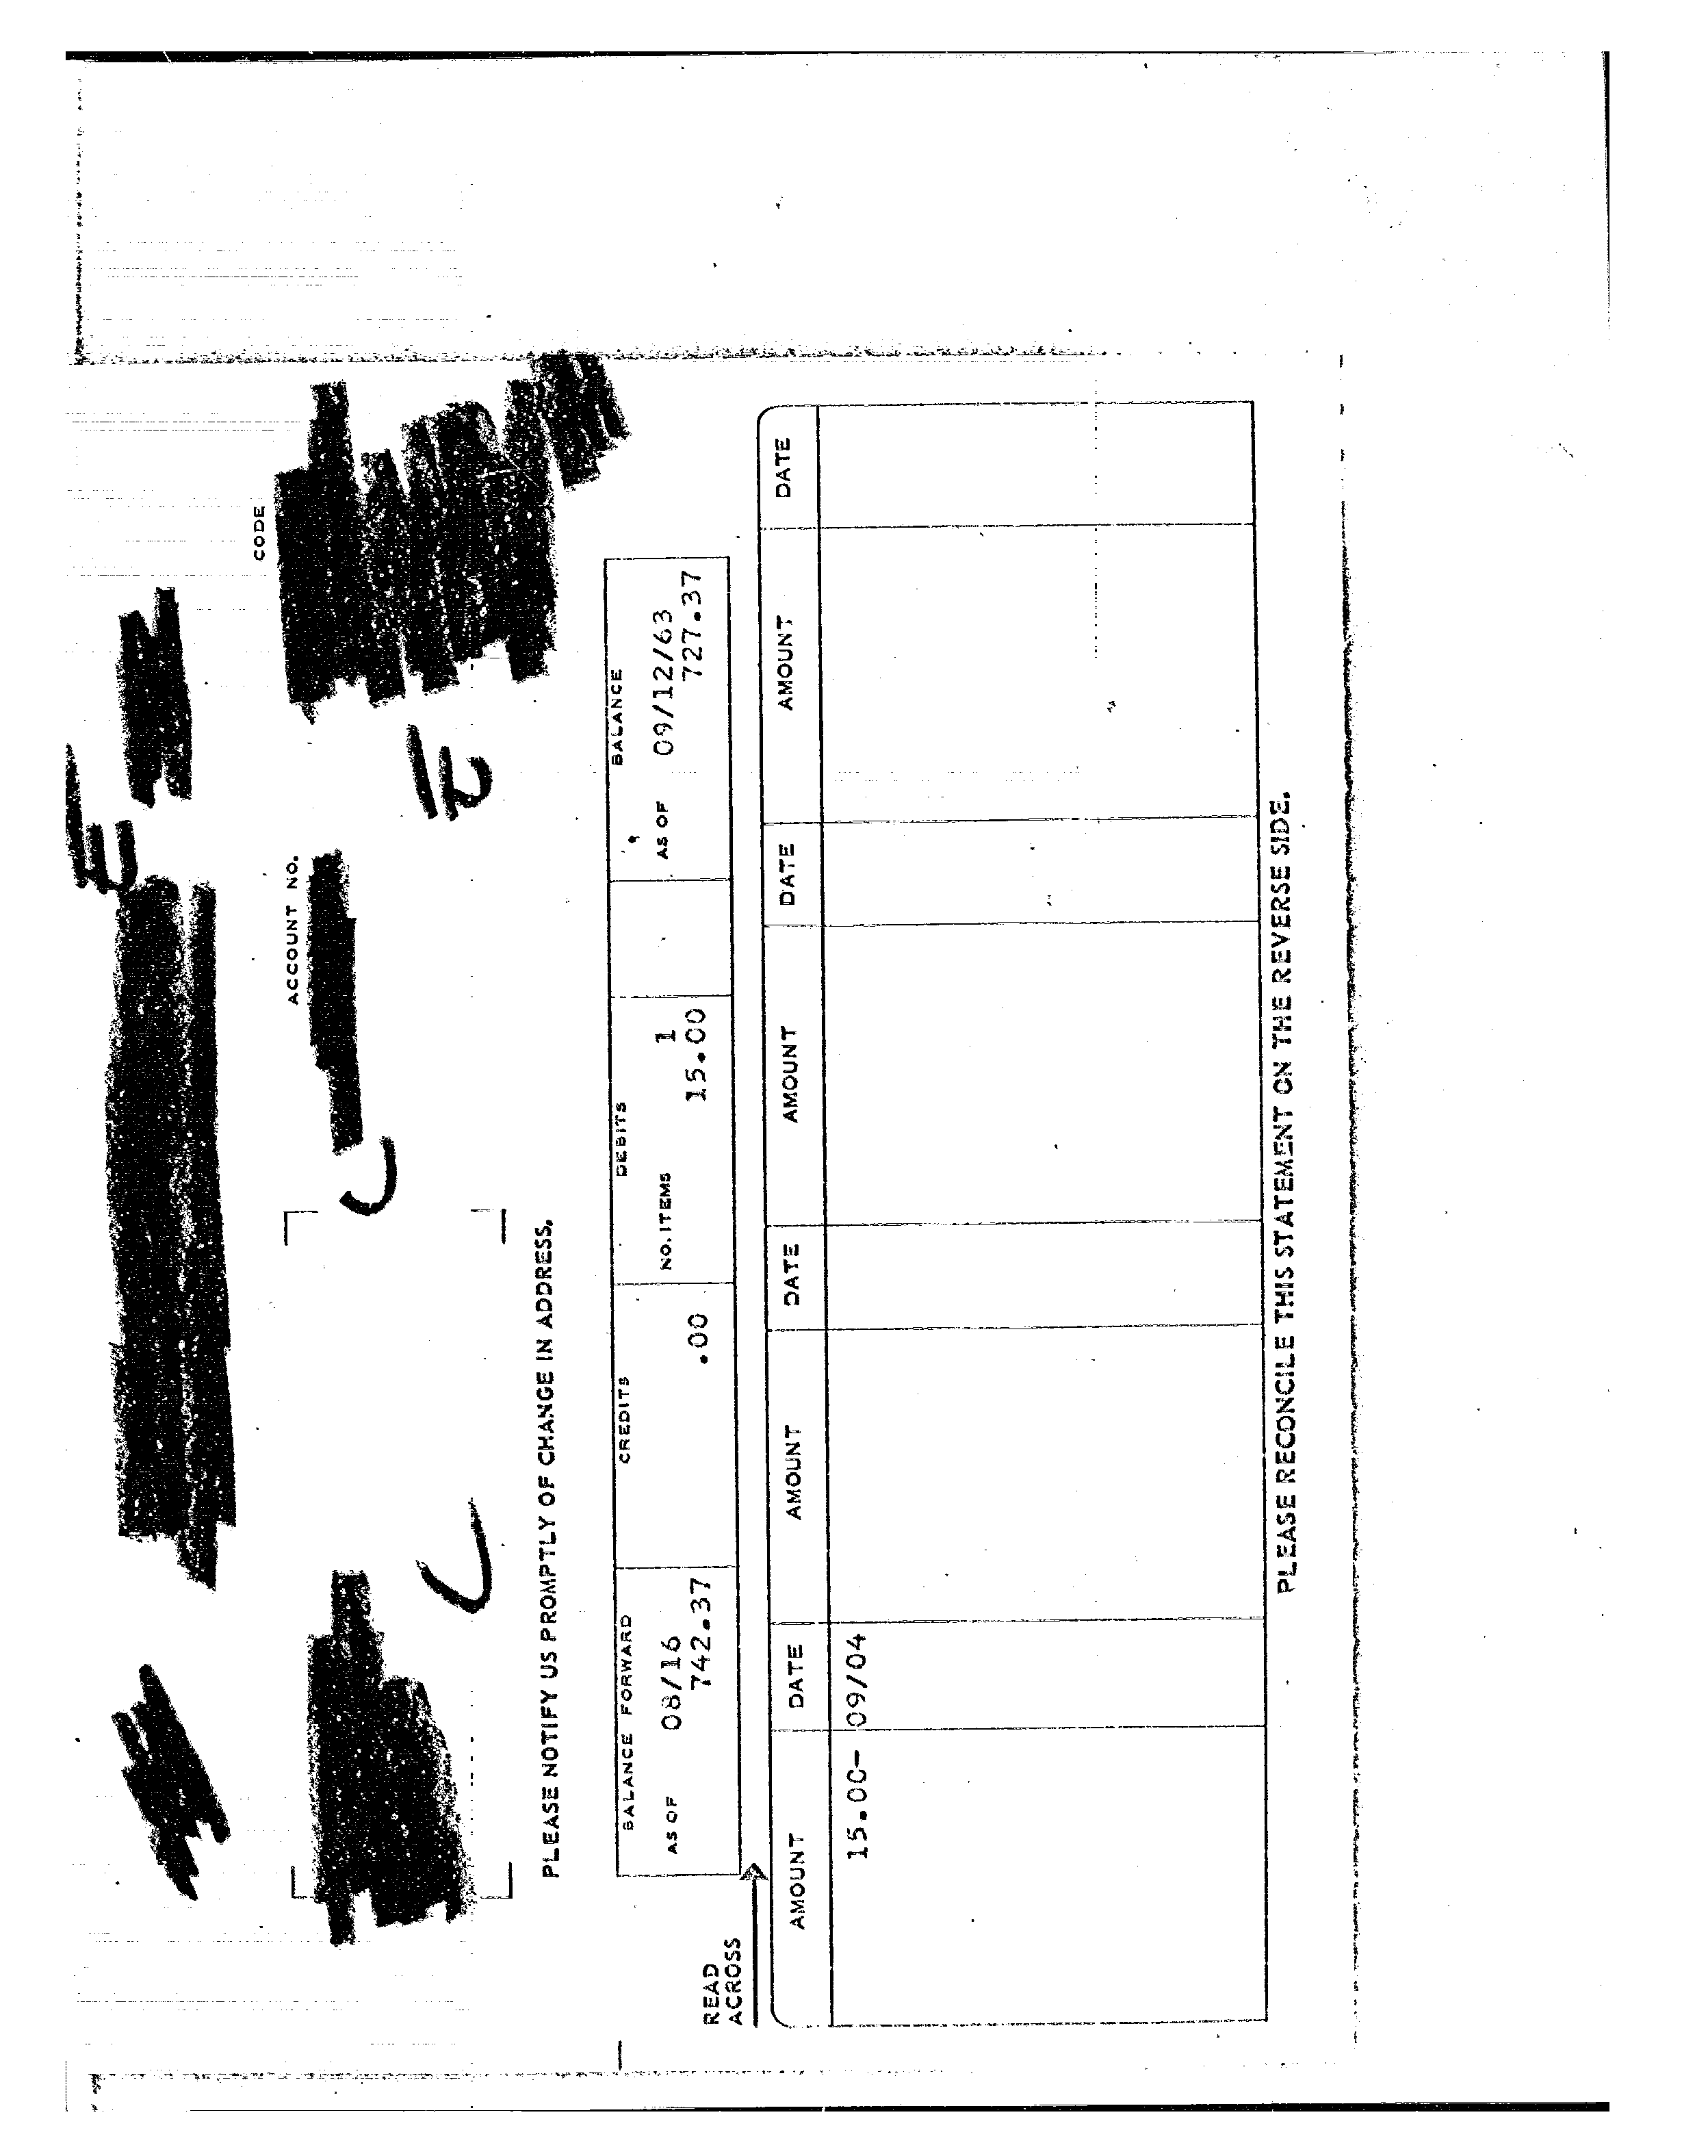 CODE
ACCOUNT NO.
PLEASE NOTIFY US PROMPTLY OF CHANGE IN ADDRESS.
BALANCE FORWARD CREDITS DEBITS BALANCE
AS OF 08/16 NO. ITEMS 1 AS OF 09/12/63
742.37 .00 15.00 727.37
READ
ACROSS
AMOUNT DATE AMOUNT DATE AMOUNT DATE AMOUNT DATE
15.00- 09/04
PLEASE RECONCILE THIS STATEMENT ON THE REVERSE SIDE.